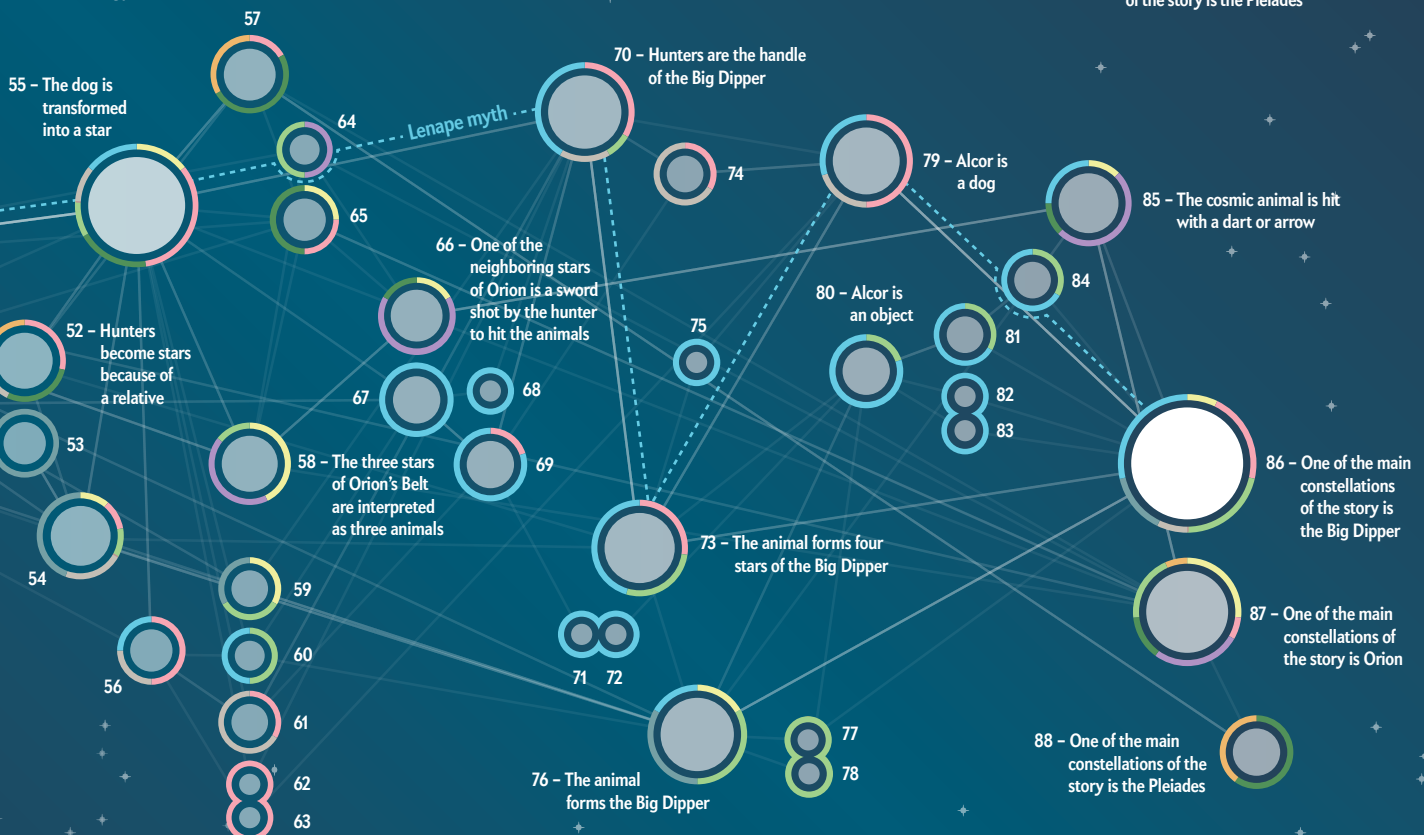 of the story is the Pleiades
57
70 – Hunters are the handle
of the Big Dipper
55 – The dog is
transformed
into a star
64
Lenape myth
74
79 – Alcor is
a dog
85 – The cosmic animal is hit
with a dart or arrow
65
66 – One of the
neighboring stars
of Orion is a sword
shot by the hunter
to hit the animals
84
80 – Alcor is
an object
81
75
52 – Hunters
become stars
because of
a relative
67
68
82
83
53
58 – The three stars
of Orion's Belt
are interpreted
as three animals
69
86 – One of the main
constellations
of the story is
the Big Dipper
73 – The animal forms four
stars of the Big Dipper
54
59
87 – One of the main
constellations of
the story is Orion
60
71
72
56
61
77
78
88 – One of the main
constellations of the
story is the Pleiades
76 – The animal
forms the Big Dipper
62
63